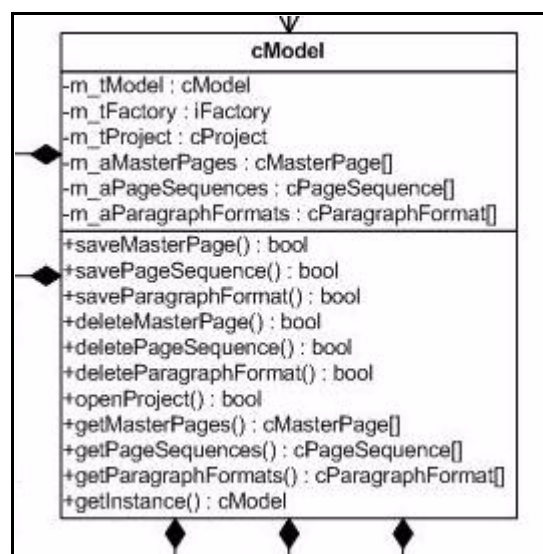 cModel
-m_tModel : cModel
-m_tFactory : iFactory
-m_tProject : cProject
-m_aMasterPages : cMasterPage[]
-m_aPageSequences : cPageSequence[]
-m_aParagraphFormats : cParagraphFormat[]
+saveMasterPage() : bool
+savePageSequence() : bool
+saveParagraphFormat() : bool
+deleteMasterPage() : bool
+deletePageSequence() : bool
+deleteParagraphFormat() : bool
+openProject() : bool
+getMasterPages() : cMasterPage[]
+getPageSequences() : cPageSequence[]
+getParagraphFormats() : cParagraphFormat[]
+getInstance() : cModel